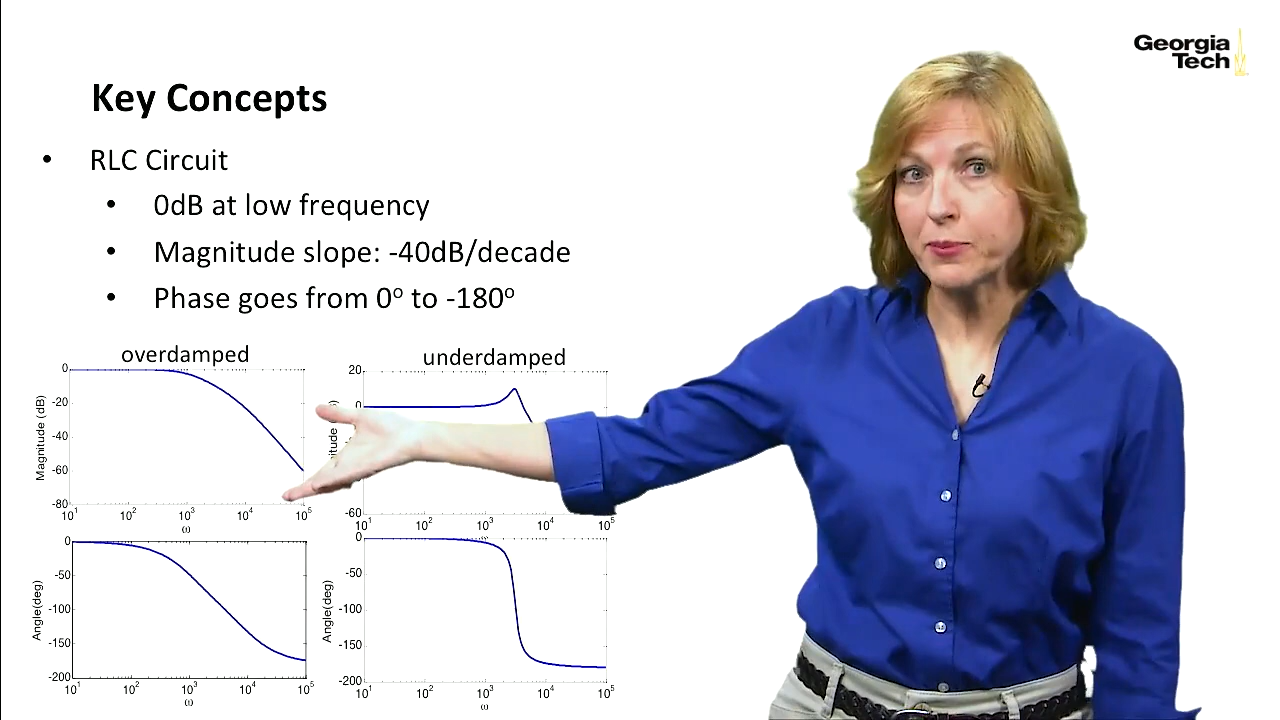 Georgia
Tech
Key Concepts
• RLC Circuit
• 0dB at low frequency
• Magnitude slope: -40dB/decade
• Phase goes from 0° to -180°
overdamped
underdamped
Magnitude (dB)
0
-20
-40
-60
-80
10¹ 10² 10³ 10⁴ 10⁵
ω
20
0
-60
10¹ 10² 10³ 10⁴ 10⁵
Angle(deg)
0
-50
-100
-150
-200
10¹ 10² 10³ 10⁴ 10⁵
ω
Angle(deg)
0
-50
-100
-150
-200
10¹ 10² 10³ 10⁴ 10⁵
ω